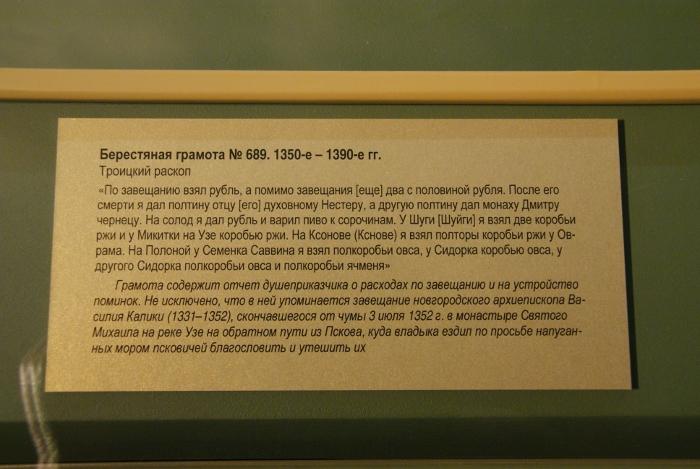 Берестяная грамота № 689. 1350-е – 1390-е гг.
Троицкий раскоп
«По завещанию взял рубль, а помимо завещания [еще] два с половиной рубля. После его
смерти я дал полтину отцу [его] духовному Нестеру, а другую полтину дал монаху Дмитру
чернецу. На солод я дал рубль и варил пиво к сорочинам. У Шуги [Шуйги] я взял две коробьи
ржи и у Микитки на Узе коробью ржи. На Ксонове (Кснове) я взял полторы коробьи ржи у Ов-
рама. На Полоной у Семенка Саввина я взял полкоробьи овса, у Сидорка коробью овса, у
другого Сидорка полкоробьи овса и полкоробьи ячменя»
Грамота содержит отчет душеприказчика о расходах по завещанию и на устройство
поминок. Не исключено, что в ней упоминается завещание новгородского архиепископа Ва-
силия Калики (1331–1352), скончавшегося от чумы 3 июля 1352 г. в монастыре Святого
Михаила на реке Узе на обратном пути из Пскова, куда владыка ездил по просьбе напуган-
ных мором псковичей благословить и утешить их